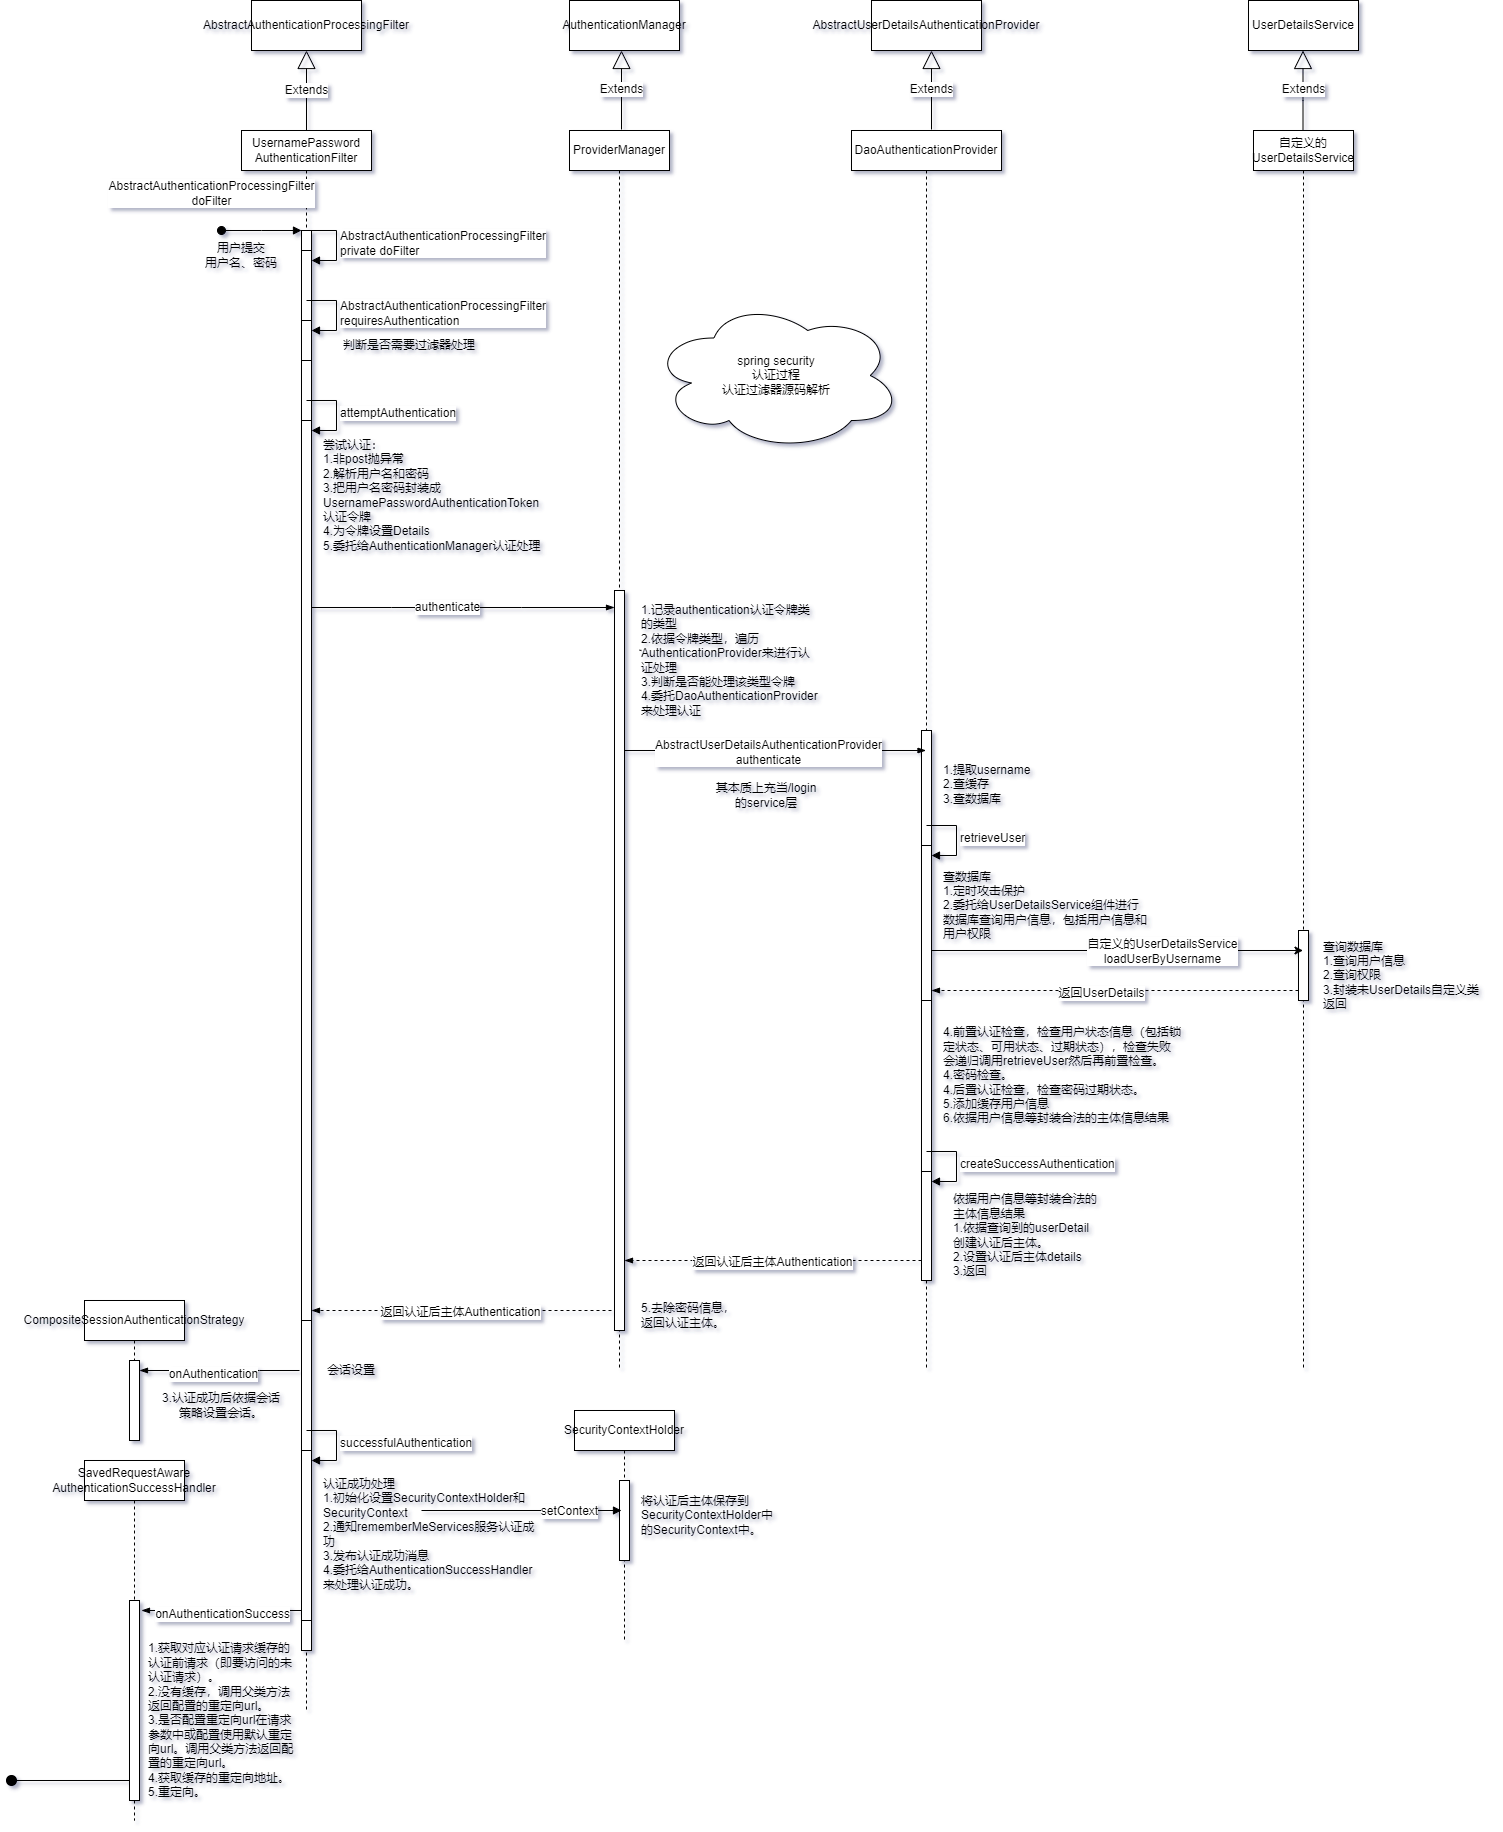 AbstractAuthenticationProcessingFilter
AuthenticationManager
AbstractUserDetailsAuthenticationProvider
UserDetailsService
Extends
Extends
Extends
Extends
UsernamePassword
AuthenticationFilter
ProviderManager
DaoAuthenticationProvider
自定义的
UserDetailsService
AbstractAuthenticationProcessingFilter
doFilter
用户提交
用户名、密码
AbstractAuthenticationProcessingFilter
private doFilter
AbstractAuthenticationProcessingFilter
requiresAuthentication
判断是否需要过滤器处理
spring security
认证过程
认证过滤器源码解析
attemptAuthentication
尝试认证：
1.非post抛异常
2.解析用户名和密码
3.把用户名密码封装成
UsernamePasswordAuthenticationToken
认证令牌
4.为令牌设置Details
5.委托给AuthenticationManager认证处理
authenticate
1.记录authentication认证令牌类
的类型
2.依据令牌类型，遍历
`AuthenticationProvider来进行认
证处理
3.判断是否能处理该类型令牌
4.委托DaoAuthenticationProvider
来处理认证
AbstractUserDetailsAuthenticationProvider
authenticate
其本质上充当/login
的service层
1.提取username
2.查缓存
3.查数据库
retrieveUser
查数据库
1.定时攻击保护
2.委托给UserDetailsService组件进行
数据库查询用户信息，包括用户信息和
用户权限
自定义的UserDetailsService
loadUserByUsername
查询数据库
1.查询用户信息
2.查询权限
3.封装未UserDetails自定义类
返回
返回UserDetails
4.前置认证检查，检查用户状态信息（包括锁
定状态、可用状态、过期状态），检查失败
会递归调用retrieveUser然后再前置检查。
4.密码检查。
4.后置认证检查，检查密码过期状态。
5.添加缓存用户信息
6.依据用户信息等封装合法的主体信息结果
createSuccessAuthentication
依据用户信息等封装合法的
主体信息结果
1.依据查询到的userDetail
创建认证后主体。
2.设置认证后主体details
3.返回
返回认证后主体Authentication
返回认证后主体Authentication
5.去除密码信息，
返回认证主体。
CompositeSessionAuthenticationStrategy
onAuthentication
会话设置
3.认证成功后依据会话
策略设置会话。
successfulAuthentication
SecurityContextHolder
SavedRequestAware
AuthenticationSuccessHandler
认证成功处理
1.初始化设置SecurityContextHolder和
SecurityContext
2.通知rememberMeServices服务认证成
功
3.发布认证成功消息
4.委托给AuthenticationSuccessHandler
来处理认证成功。
setContext
将认证后主体保存到
SecurityContextHolder中
的SecurityContext中。
onAuthenticationSuccess
1.获取对应认证请求缓存的
认证前请求（即要访问的未
认证请求）。
2.没有缓存，调用父类方法
返回配置的重定向url。
3.是否配置重定向url在请求
参数中或配置使用默认重定
向url。调用父类方法返回配
置的重定向url。
4.获取缓存的重定向地址。
5.重定向。